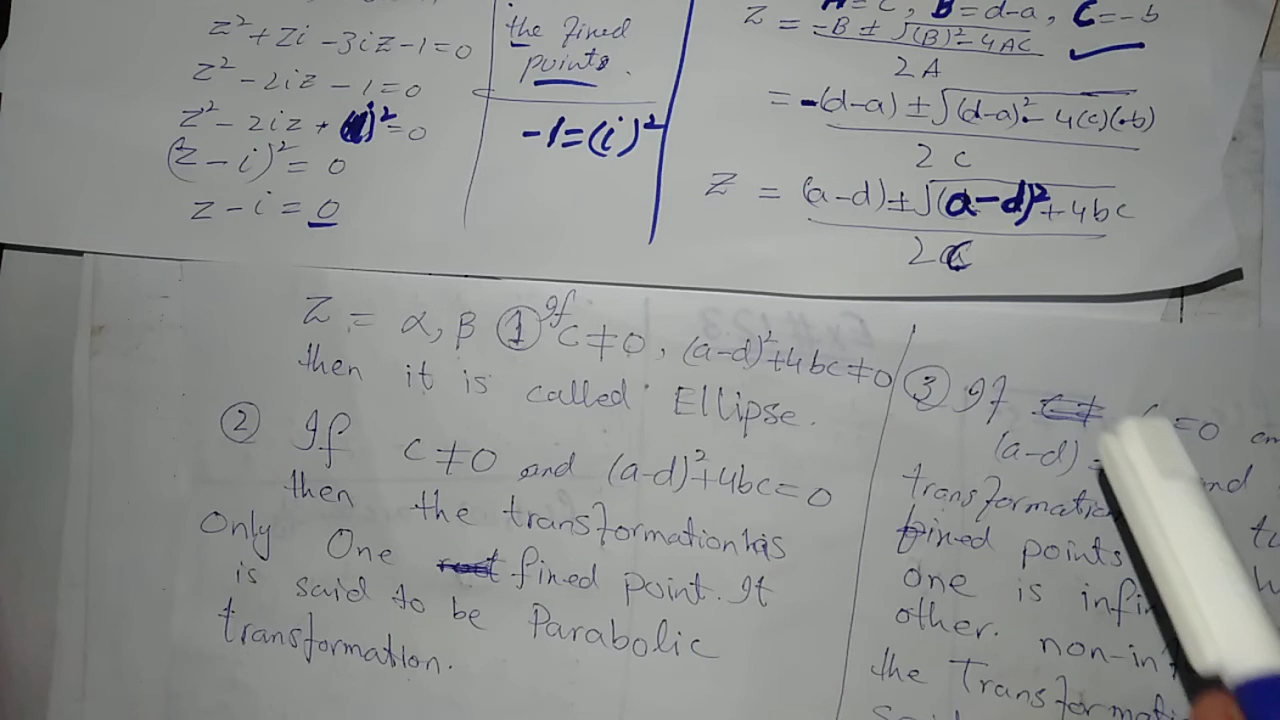 z² + zi - 3iz - 1 = 0
z² - 2iz - 1 = 0
z² - 2iz + (i)² = 0
(z - i)² = 0
z - i = 0
the fixed
points.
-1 = (i)²
A = C, B = d-a, C = -b
z = -B ± √(B)² - 4AC
2A
= -(d-a) ± √(d-a)² - 4(c)(-b)
2C
z = (a-d) ± √(a-d)² + 4bc
2C
z = α, β ① If c ≠ 0, (a-d)² + 4bc ≠ 0
then it is called Ellipse.
② If c ≠ 0 and (a-d)² + 4bc = 0
then the transformation has
Only One fixed point. It
is said to be Parabolic
transformation.
③ If = 0
(a-d)
transformation
fixed points
one is
other. non-in
the Transformati